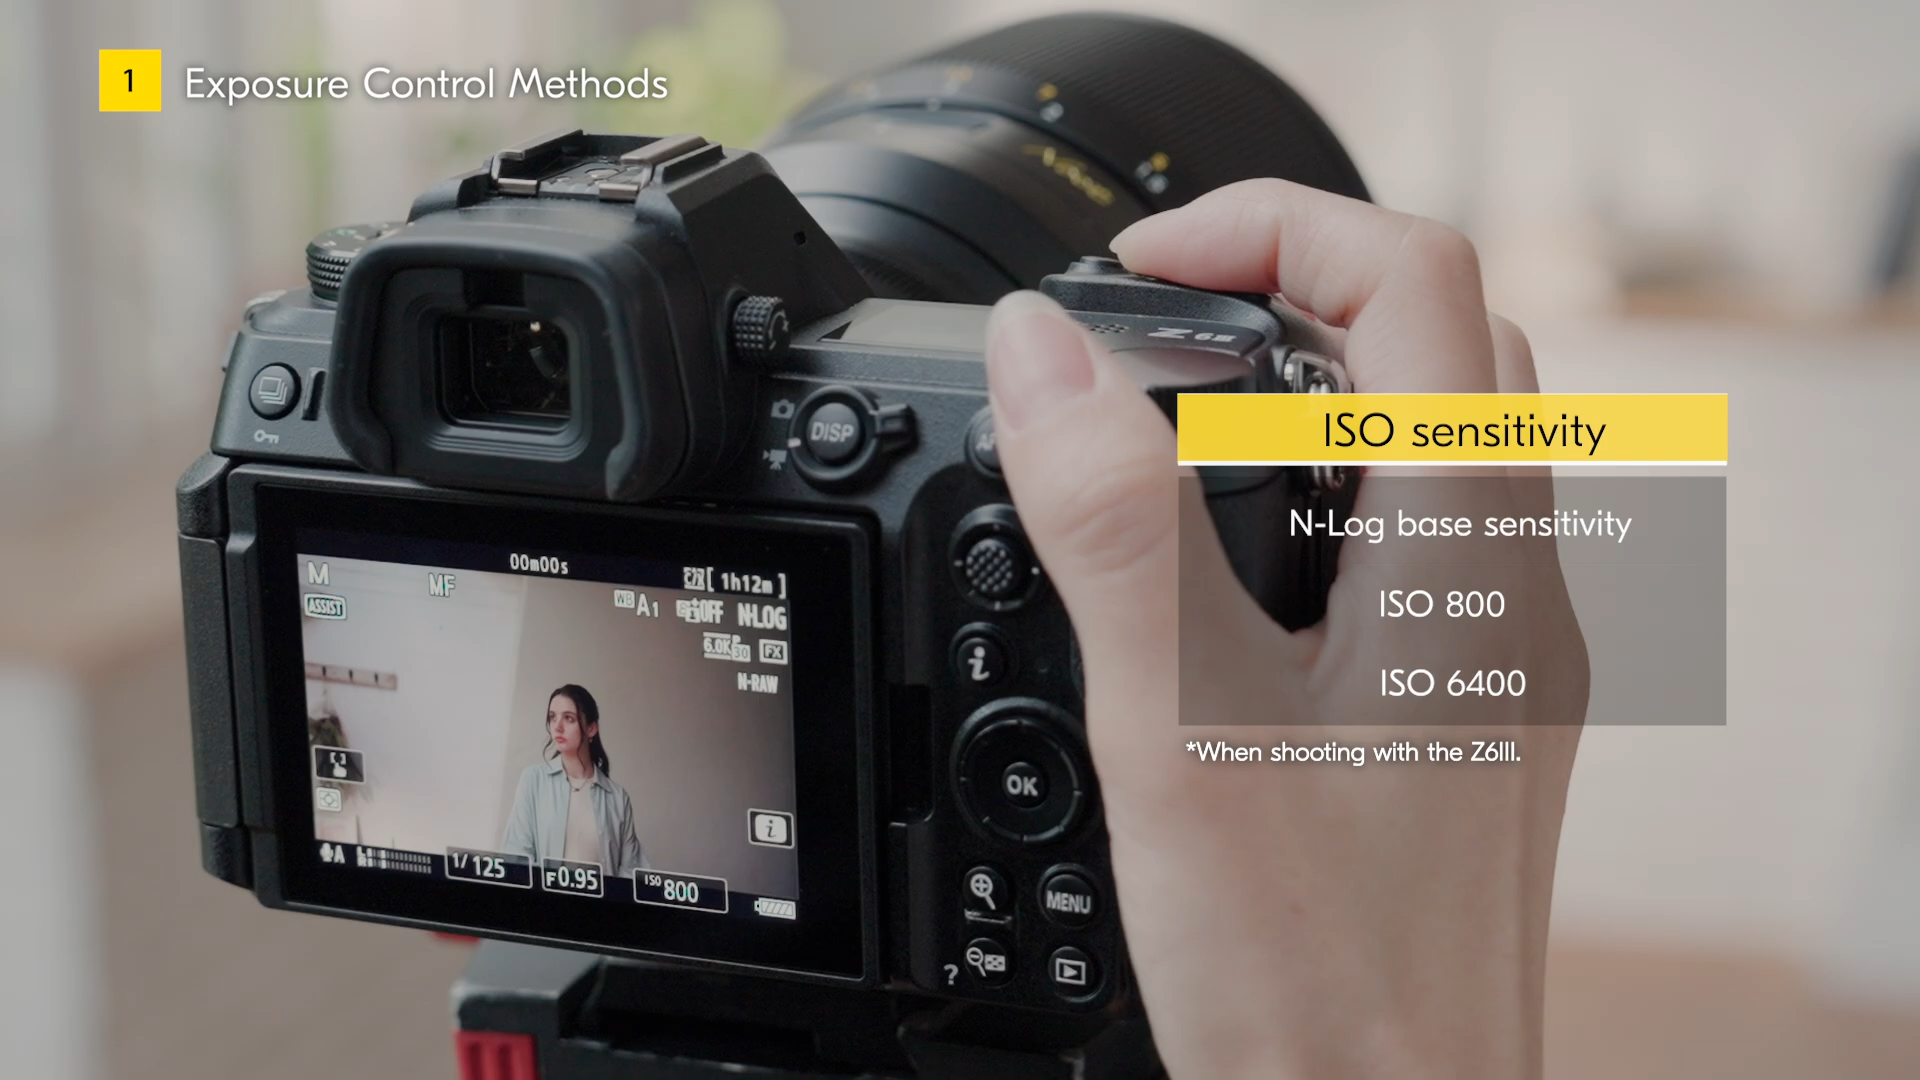 1 Exposure Control Methods
Z 6III
DISP
ISO sensitivity
N-Log base sensitivity
ISO 800
ISO 6400
*When shooting with the Z6III.
00m00s
[1h12m]
M
MF
ASSIST
WB A1
OFF
N-LOG
6.0K P 30
FX
N-RAW
i
i
A
1/125
F0.95
ISO 800
OK
MENU
?